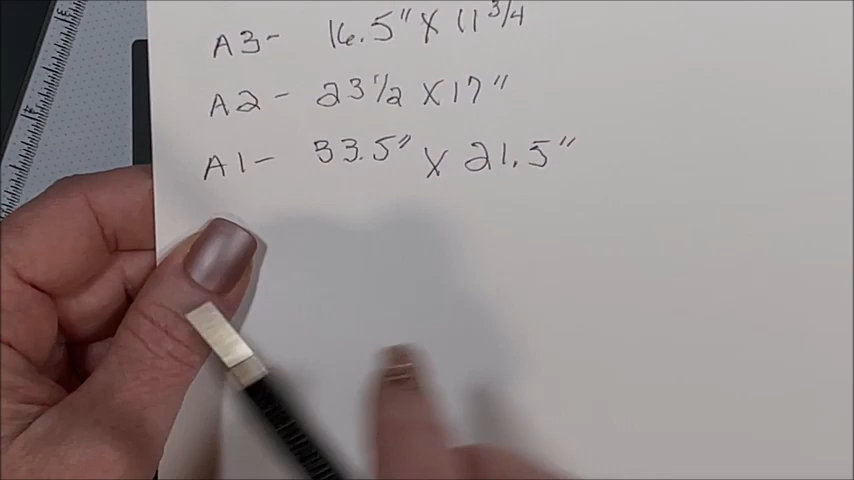 A3- 16.5" X 11 3/4
A2- 23 1/2 X 17"
A1- 33.5" X 21.5"